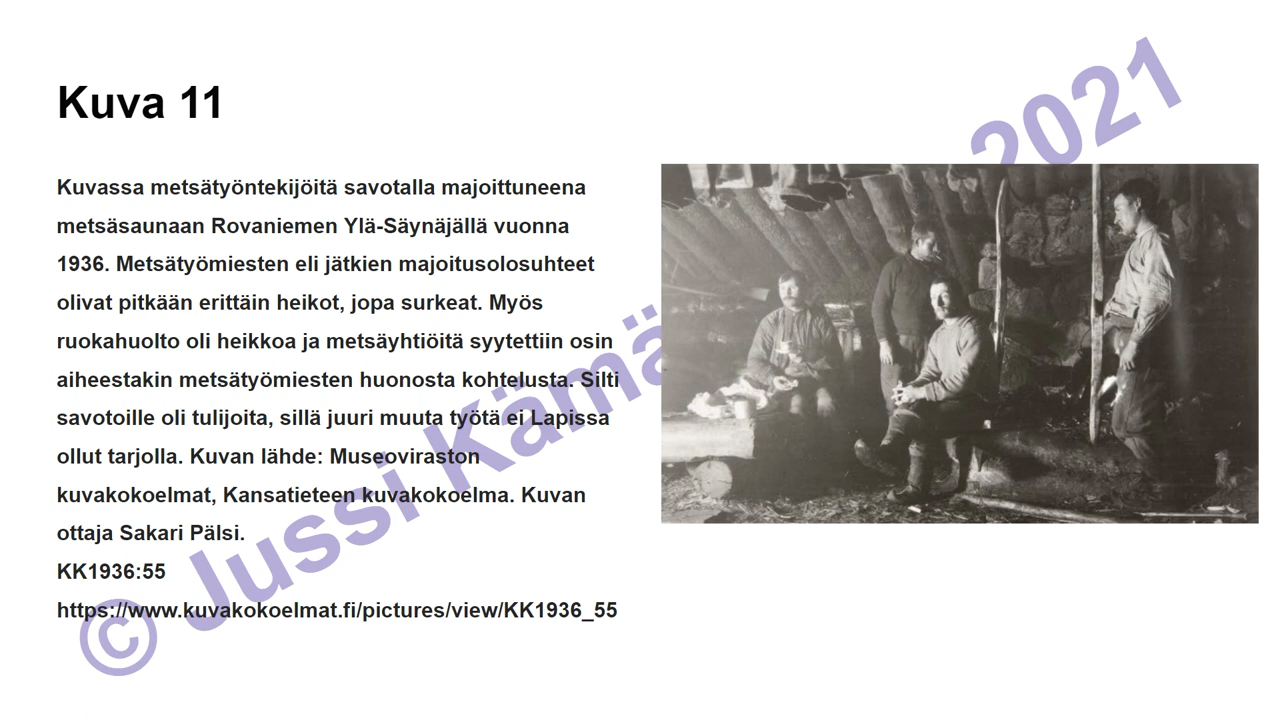 Kuva 11
Kuvassa metsätyöntekijöitä savotalla majoittuneena
metsäsaunaan Rovaniemen Ylä-Säynäjällä vuonna
1936. Metsätyömiesten eli jätkien majoitusolosuhteet
olivat pitkään erittäin heikot, jopa surkeat. Myös
ruokahuolto oli heikkoa ja metsäyhtiöitä syytettiin osin
aiheestakin metsätyömiesten huonosta kohtelusta. Silti
savotoille oli tulijoita, sillä juuri muuta työtä ei Lapissa
ollut tarjolla. Kuvan lähde: Museoviraston
kuvakokoelmat, Kansatieteen kuvakokoelma. Kuvan
ottaja Sakari Pälsi.
KK1936:55
https://www.kuvakokoelmat.fi/pictures/view/KK1936_55
© Jussi 2021